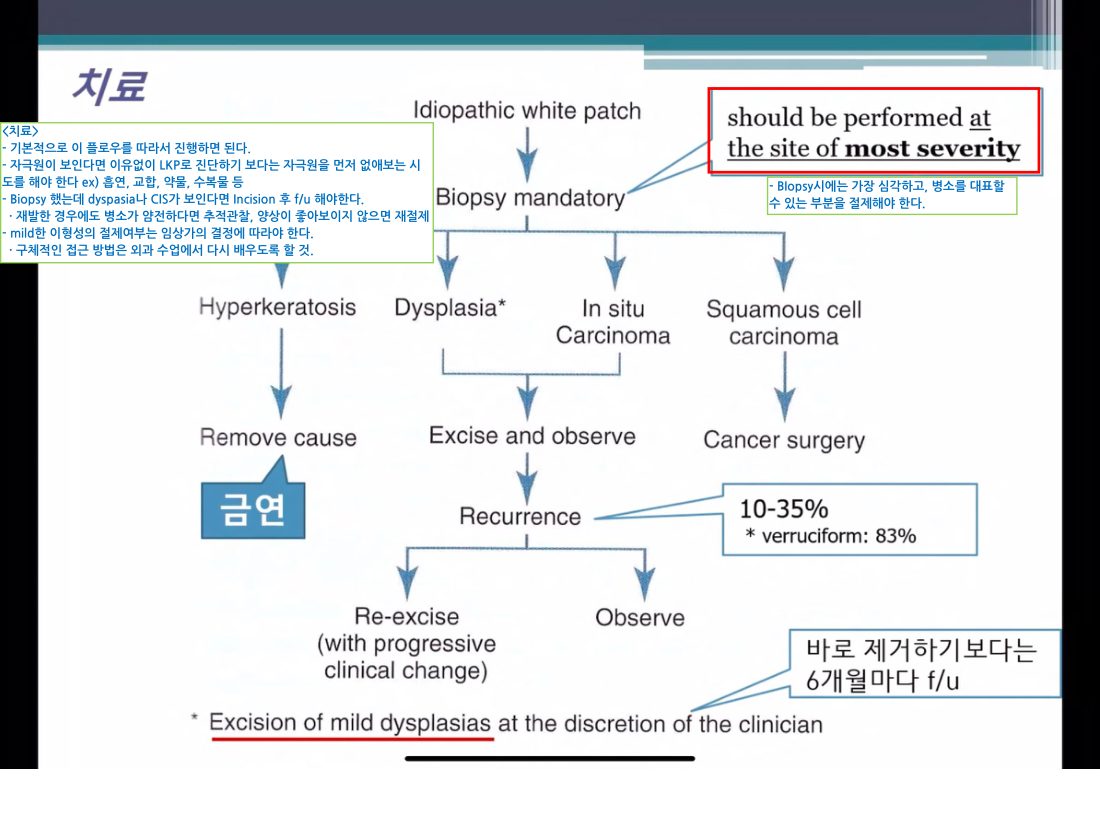 치료
<치료>
- 기본적으로 이 플로우를 따라서 진행하면 된다.
- 자극원이 보인다면 이유없이 LKP로 진단하기 보다는 자극원을 먼저 없애보는 시
도를 해야 한다 ex) 흡연, 교합, 약물, 수복물 등
- Biopsy 했는데 dyspasia나 CIS가 보인다면 Incision 후 f/u 해야한다.
· 재발한 경우에도 병소가 얌전하다면 추적관찰, 양상이 좋아보이지 않으면 재절제
- mild한 이형성의 절제여부는 임상가의 결정에 따라야 한다.
· 구체적인 접근 방법은 외과 수업에서 다시 배우도록 할 것.
Idiopathic white patch
should be performed at
the site of most severity
Biopsy mandatory
- BIopsy시에는 가장 심각하고, 병소를 대표할
수 있는 부분을 절제해야 한다.
Hyperkeratosis
Dysplasia*
In situ
Carcinoma
Squamous cell
carcinoma
Remove cause
Excise and observe
Cancer surgery
금연
Recurrence
10-35%
* verruciform: 83%
Re-excise
(with progressive
clinical change)
Observe
바로 제거하기보다는
6개월마다 f/u
* Excision of mild dysplasias at the discretion of the clinician